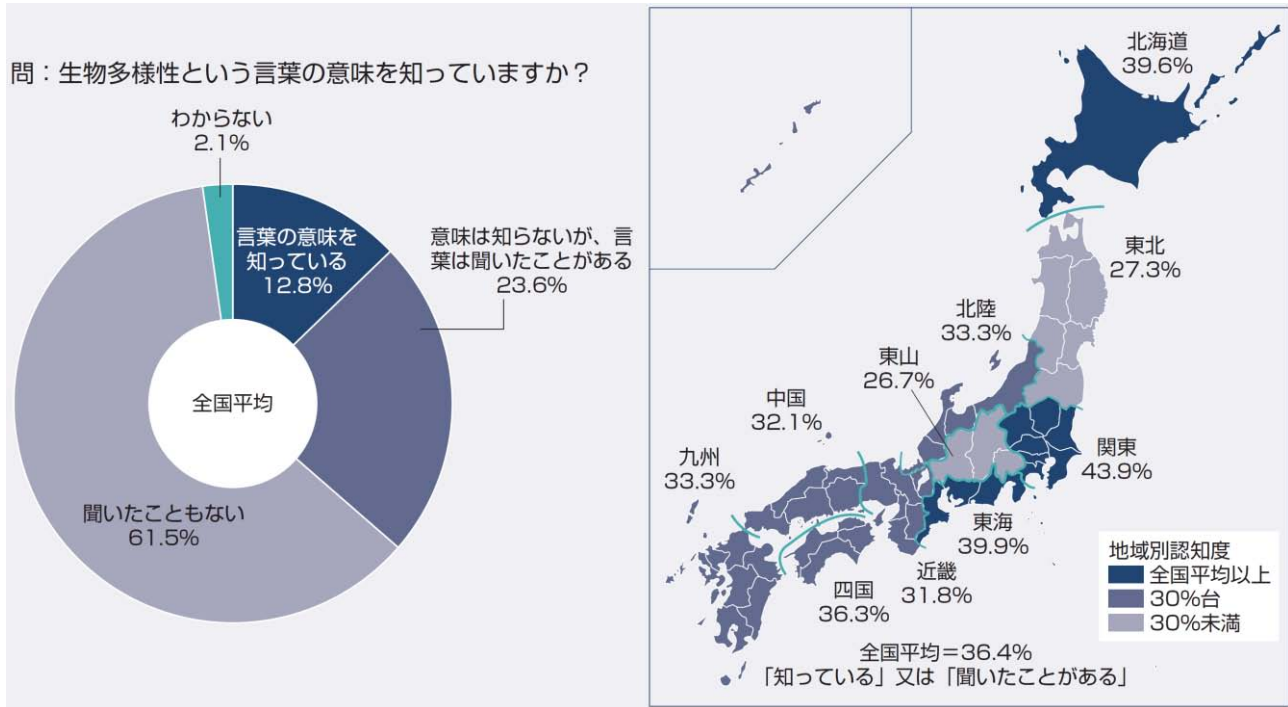 問：生物多様性という言葉の意味を知っていますか？
わからない
2.1%
言葉の意味を
知っている
12.8%
意味は知らないが、言
葉は聞いたことがある
23.6%
全国平均
聞いたこともない
61.5%
北海道
39.6%
東北
27.3%
北陸
33.3%
東山
26.7%
中国
32.1%
九州
33.3%
関東
43.9%
東海
39.9%
近畿
31.8%
四国
36.3%
地域別認知度
全国平均以上
30%台
30%未満
全国平均＝36.4%
「知っている」又は「聞いたことがある」